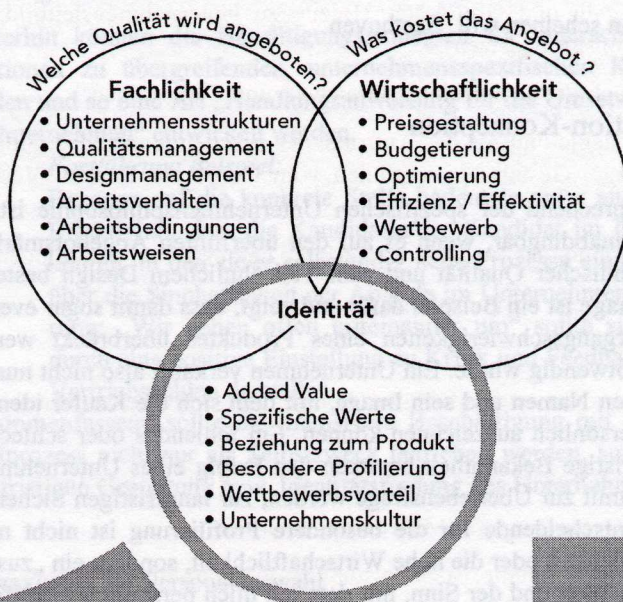 Welche Qualität wird angeboten?
Fachlichkeit
• Unternehmensstrukturen
• Qualitätsmanagement
• Designmanagement
• Arbeitsverhalten
• Arbeitsbedingungen
• Arbeitsweisen
Was kostet das Angebot?
Wirtschaftlichkeit
• Preisgestaltung
• Budgetierung
• Optimierung
• Effizienz / Effektivität
• Wettbewerb
• Controlling
Identität
• Added Value
• Spezifische Werte
• Beziehung zum Produkt
• Besondere Profilierung
• Wettbewerbsvorteil
• Unternehmenskultur